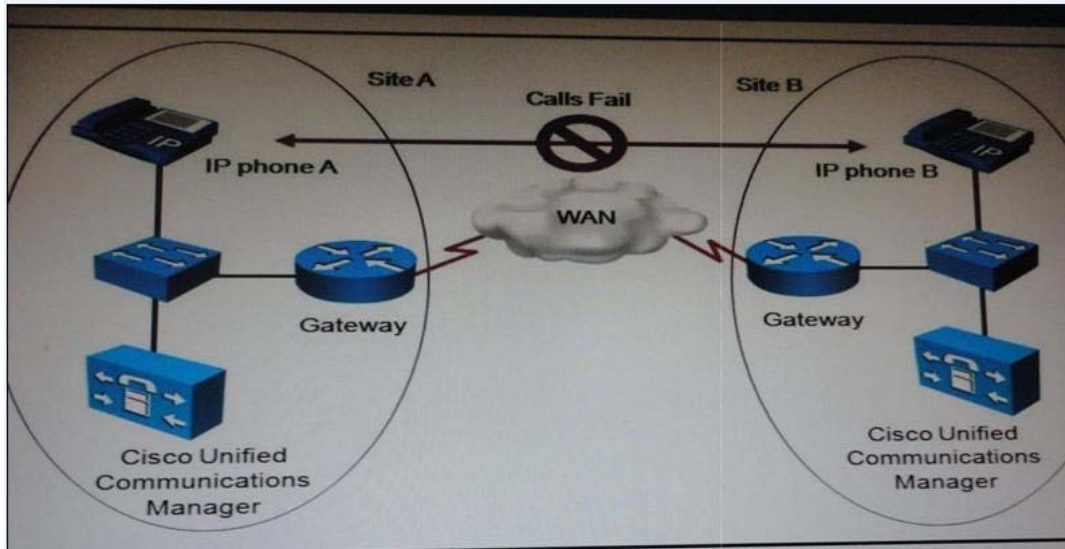 Site A
Calls Fail
Site B
IP
IP phone A
IP
IP phone B
WAN
Gateway
Gateway
Cisco Unified
Communications
Manager
Cisco Unified
Communications
Manager